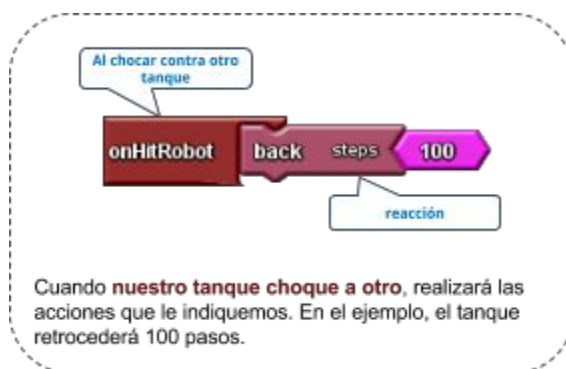 Al chocar contra otro
tanque
onHitRobot back steps 100
reacción
Cuando nuestro tanque choque a otro, realizará las
acciones que le indiquemos. En el ejemplo, el tanque
retrocederá 100 pasos.